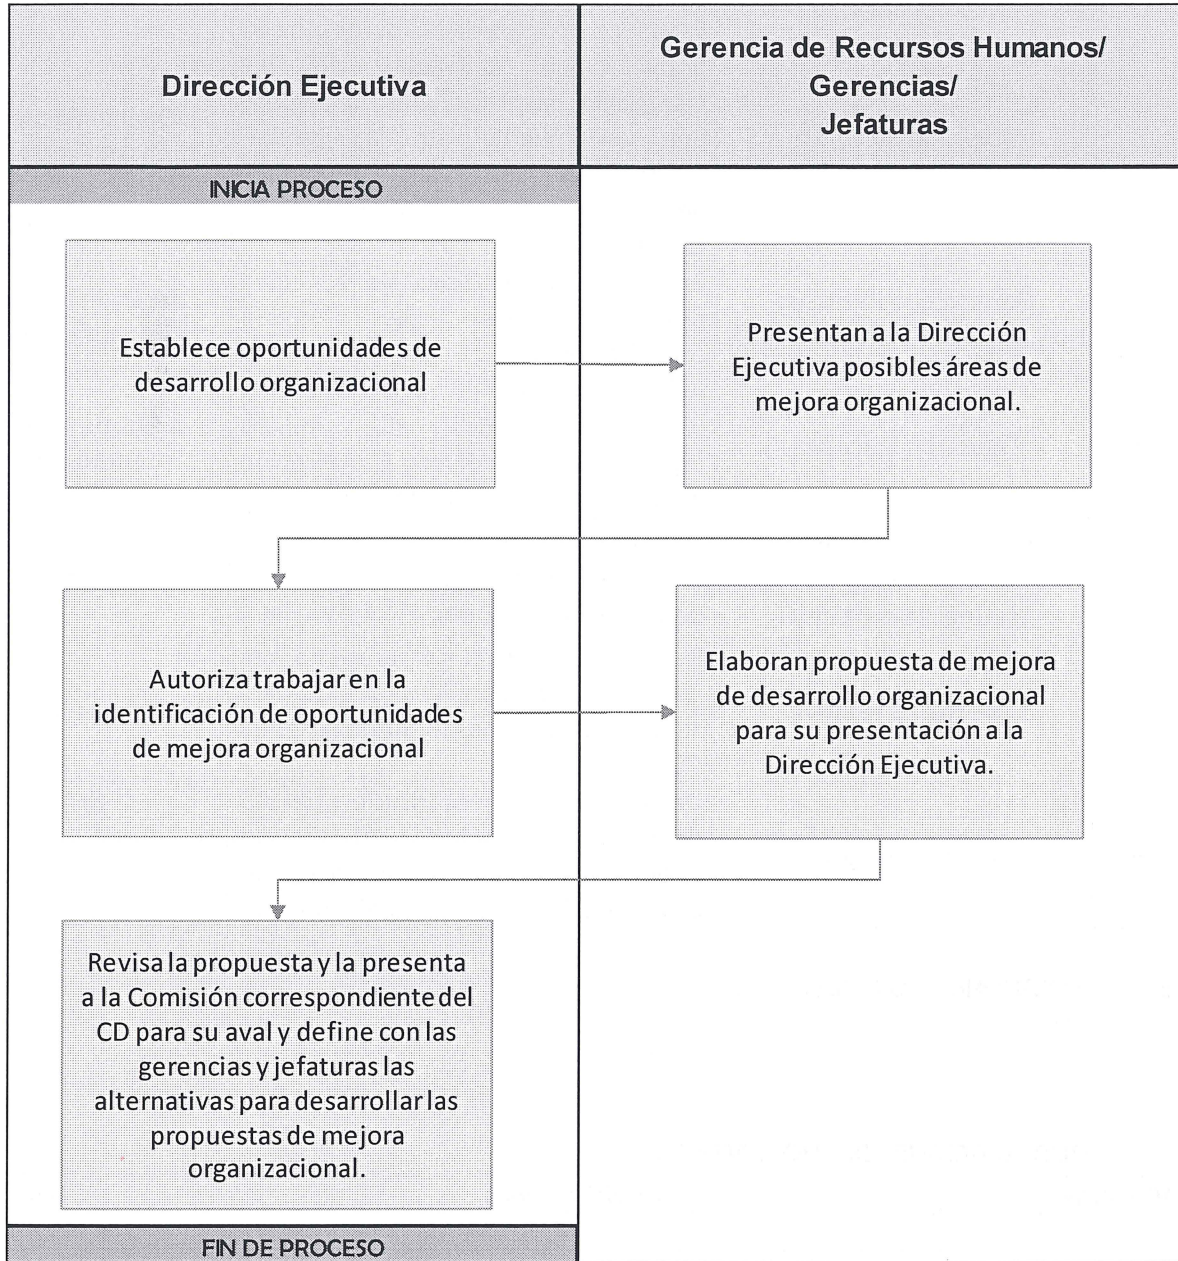 Dirección Ejecutiva
Gerencia de Recursos Humanos/
Gerencias/
Jefaturas
INICIA PROCESO
Establece oportunidades de
desarrollo organizacional
Presentan a la Dirección
Ejecutiva posibles áreas de
mejora organizacional.
Autoriza trabajar en la
identificación de oportunidades
de mejora organizacional
Elaboran propuesta de mejora
de desarrollo organizacional
para su presentación a la
Dirección Ejecutiva.
Revisa la propuesta y la presenta
a la Comisión correspondiente del
CD para su aval y define con las
gerencias y jefaturas las
alternativas para desarrollar las
propuestas de mejora
organizacional.
FIN DE PROCESO